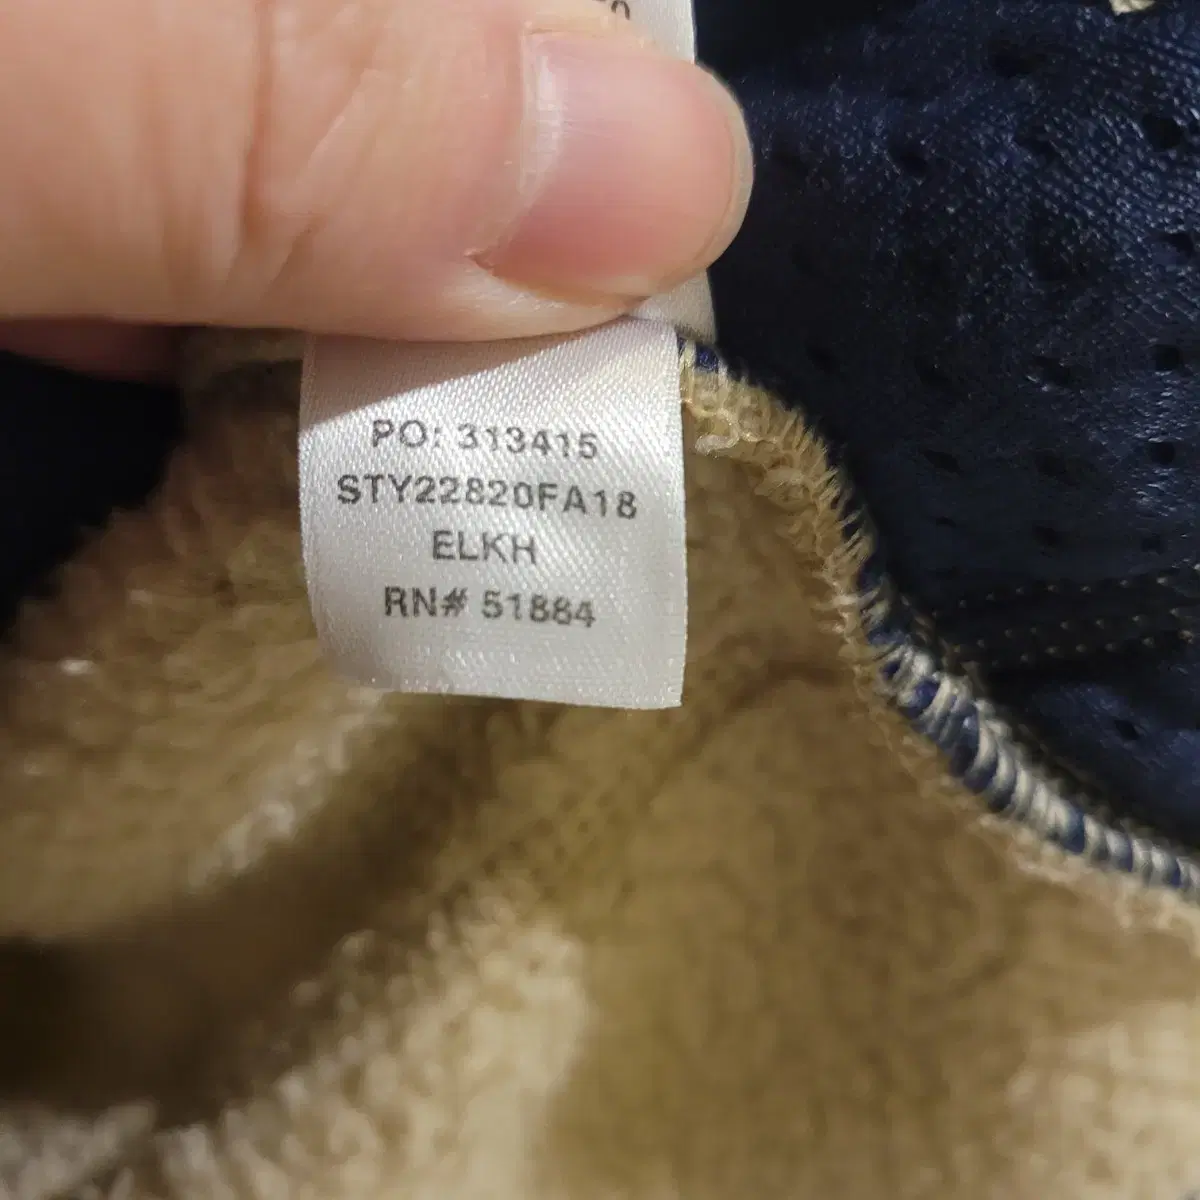 PO: 313415
STY22820FA18
ELKH
RN# 51884